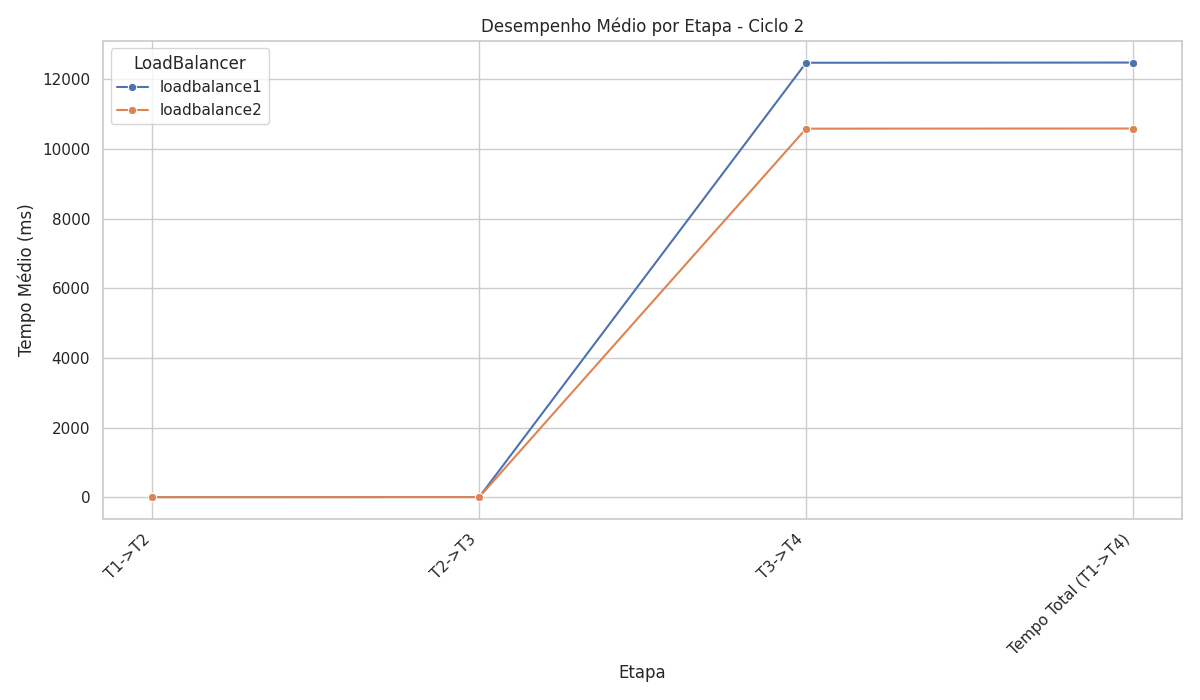 Desempenho Médio por Etapa - Ciclo 2
LoadBalancer
loadbalance1
loadbalance2
Tempo Médio (ms)
12000
10000
8000
6000
4000
2000
0
T1->T2
T2->T3
T3->T4
Tempo Total (T1->T4)
Etapa